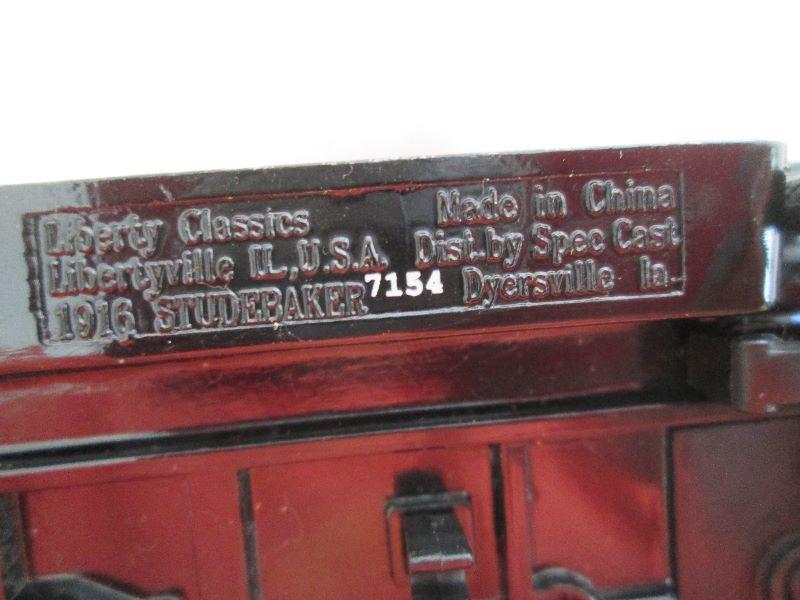 Liberty Classics
Libertyville IL, U.S.A.
1916 STUDEBAKER
7154
Made in China
Dist. by Spec Cast
Dyersville Ia.